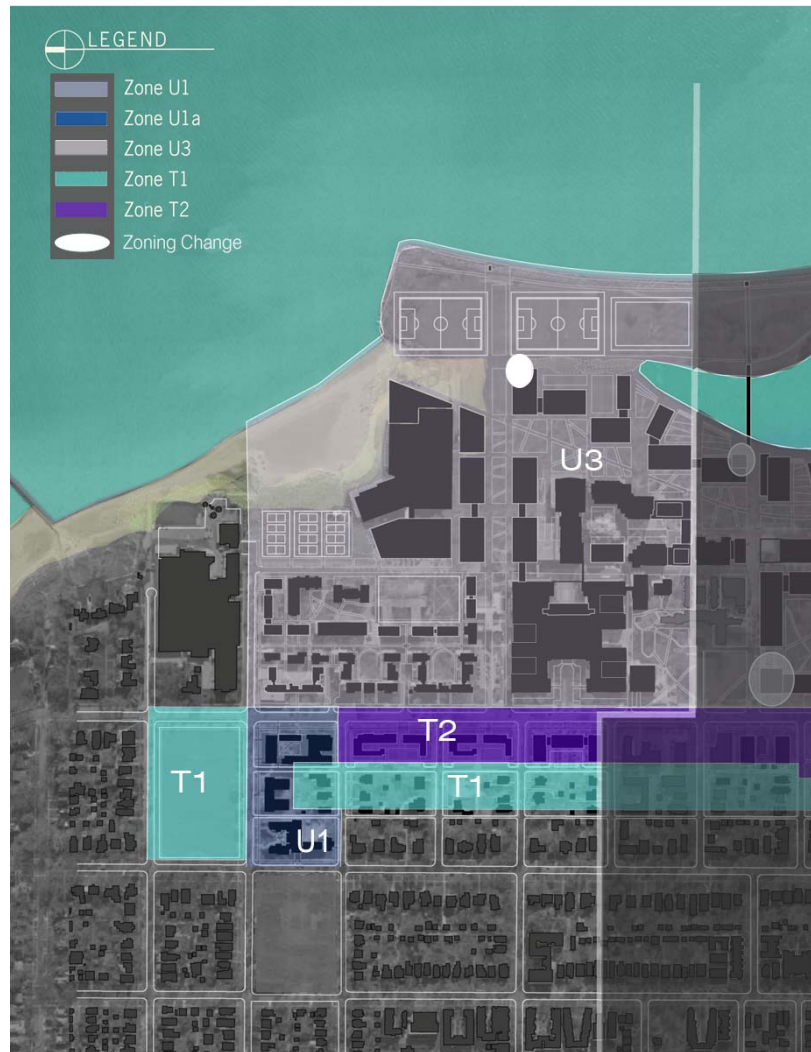 LEGEND
Zone U1
Zone U1a
Zone U3
Zone T1
Zone T2
Zoning Change
U3
T2
T1
T1
U1